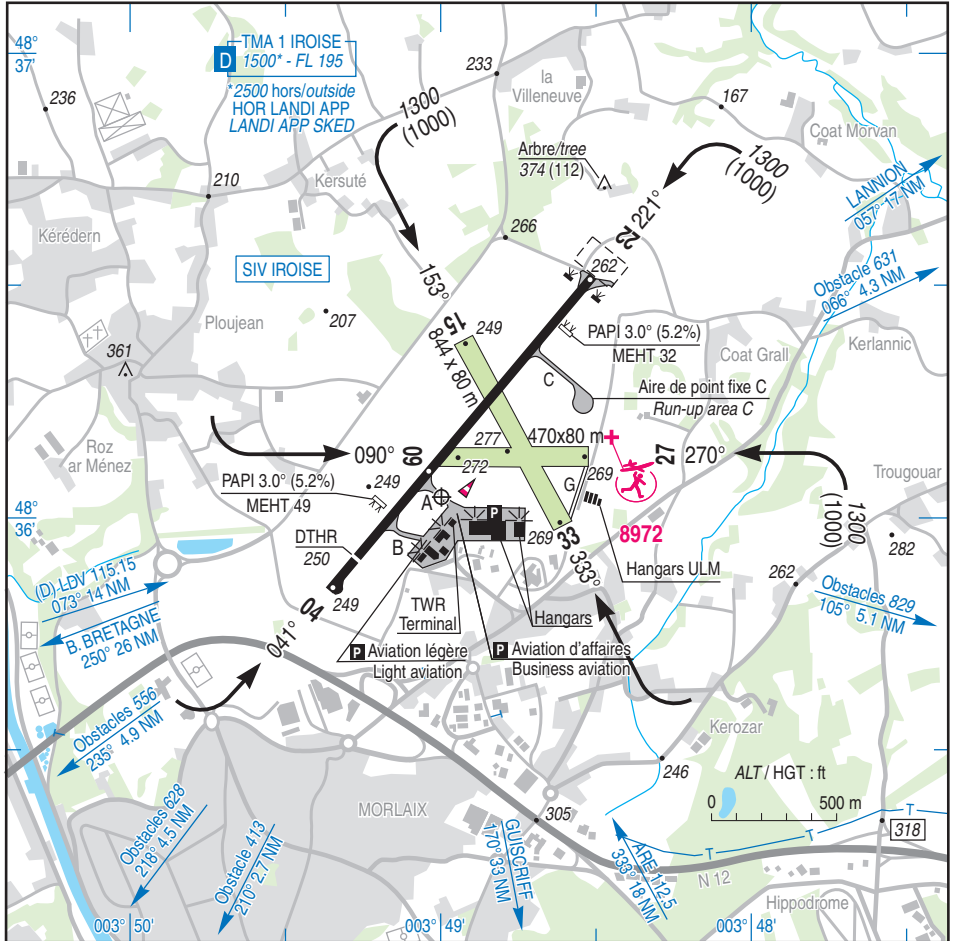 48°
37'
TMA 1 IROISE
D
1500* - FL 195
*2500 hors/outside
HOR LANDI APP
LANDI APP SKED
236
233
la
Villeneuve
1300
(1000)
167
Coat Morvan
Arbre/tree
374 (112)
1300
(1000)
LANNION
057° 17 NM
210
Kersuté
Kérédern
266
22 221°
SIV IROISE
153°
262
Obstacle 631
066° 4.3 NM
Ploujean
207
15
249
844 x 80 m
PAPI 3.0° (5.2%)
MEHT 32
Coat Grall
Kerlannic
361
C
Aire de point fixe C
Run-up area C
Roz
ar Ménez
090°
09
277
470x80 m
27
270°
272
269
PAPI 3.0° (5.2%)
MEHT 49
249
A
G
Trougouar
48°
36'
P
8972
1300
(1000)
DTHR
250
B
269
33
333°
282
Hangars ULM
262
(D)-LDV 115.15
073° 14 NM
249
04
041°
TWR
Terminal
Hangars
Obstacles 829
105° 5.1 NM
B. BRETAGNE
250° 26 NM
P Aviation légère
Light aviation
P Aviation d'affaires
Business aviation
Obstacles 556
235° 4.9 NM
T
T
Kerozar
246
ALT / HGT : ft
0
500 m
MORLAIX
305
Obstacles 628
218° 4.5 NM
Obstacle 413
210° 2.7 NM
GUISCRIFF
170° 33 NM
ARE 112.5
333° 18 NM
T
T
318
N 12
Hippodrome
003° 50'
003° 49'
003° 48'